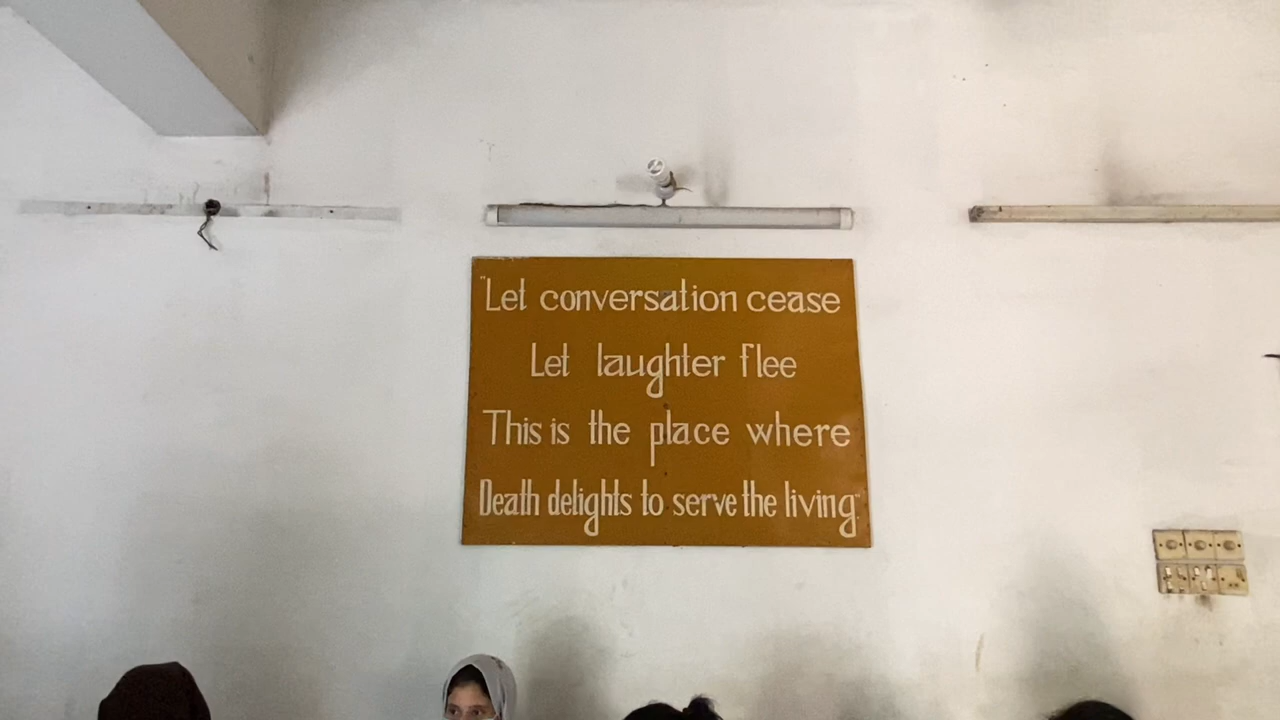 "Let conversation cease
Let laughter flee
This is the place where
Death delights to serve the living"